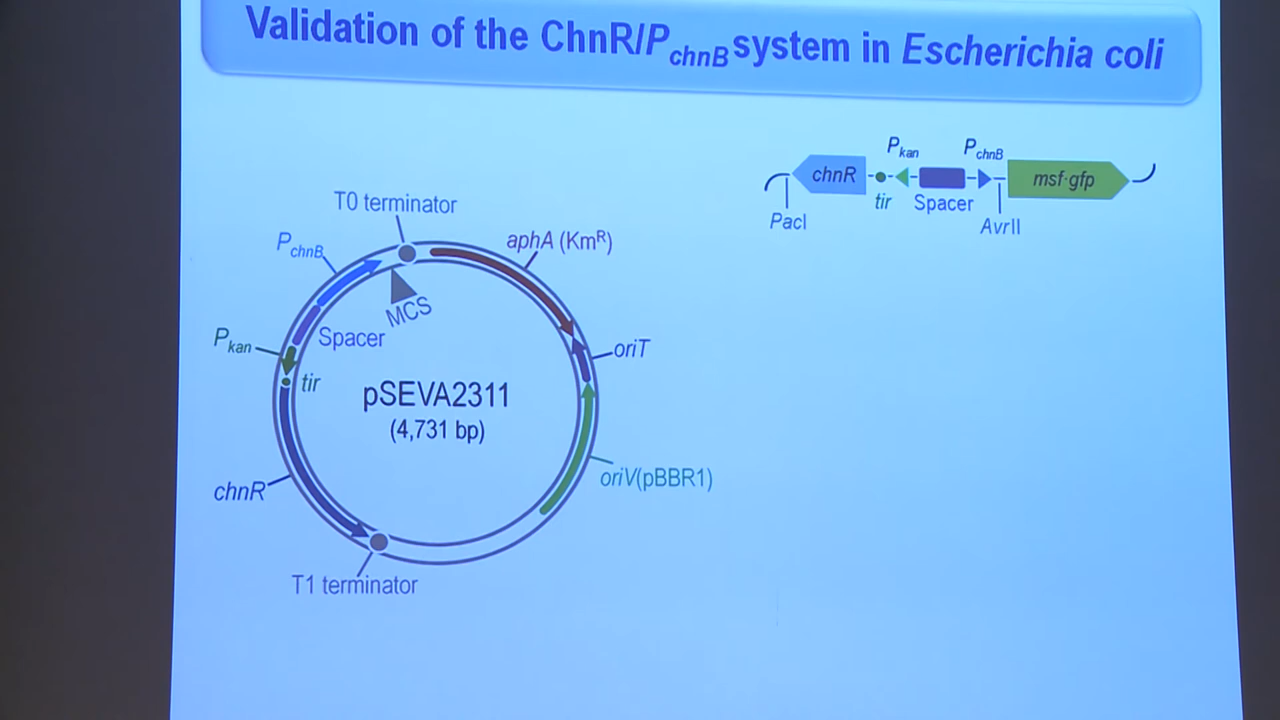 Validation of the ChnR/PchnB system in Escherichia coli
Pkan
PchnB
chnR
Spacer
msf-gfp
tir
PacI
AvrII
T0 terminator
PchnB
aphA (KmR)
MCS
Spacer
Pkan
oriT
tir
pSEVA2311
(4,731 bp)
chnR
oriV(pBBR1)
T1 terminator